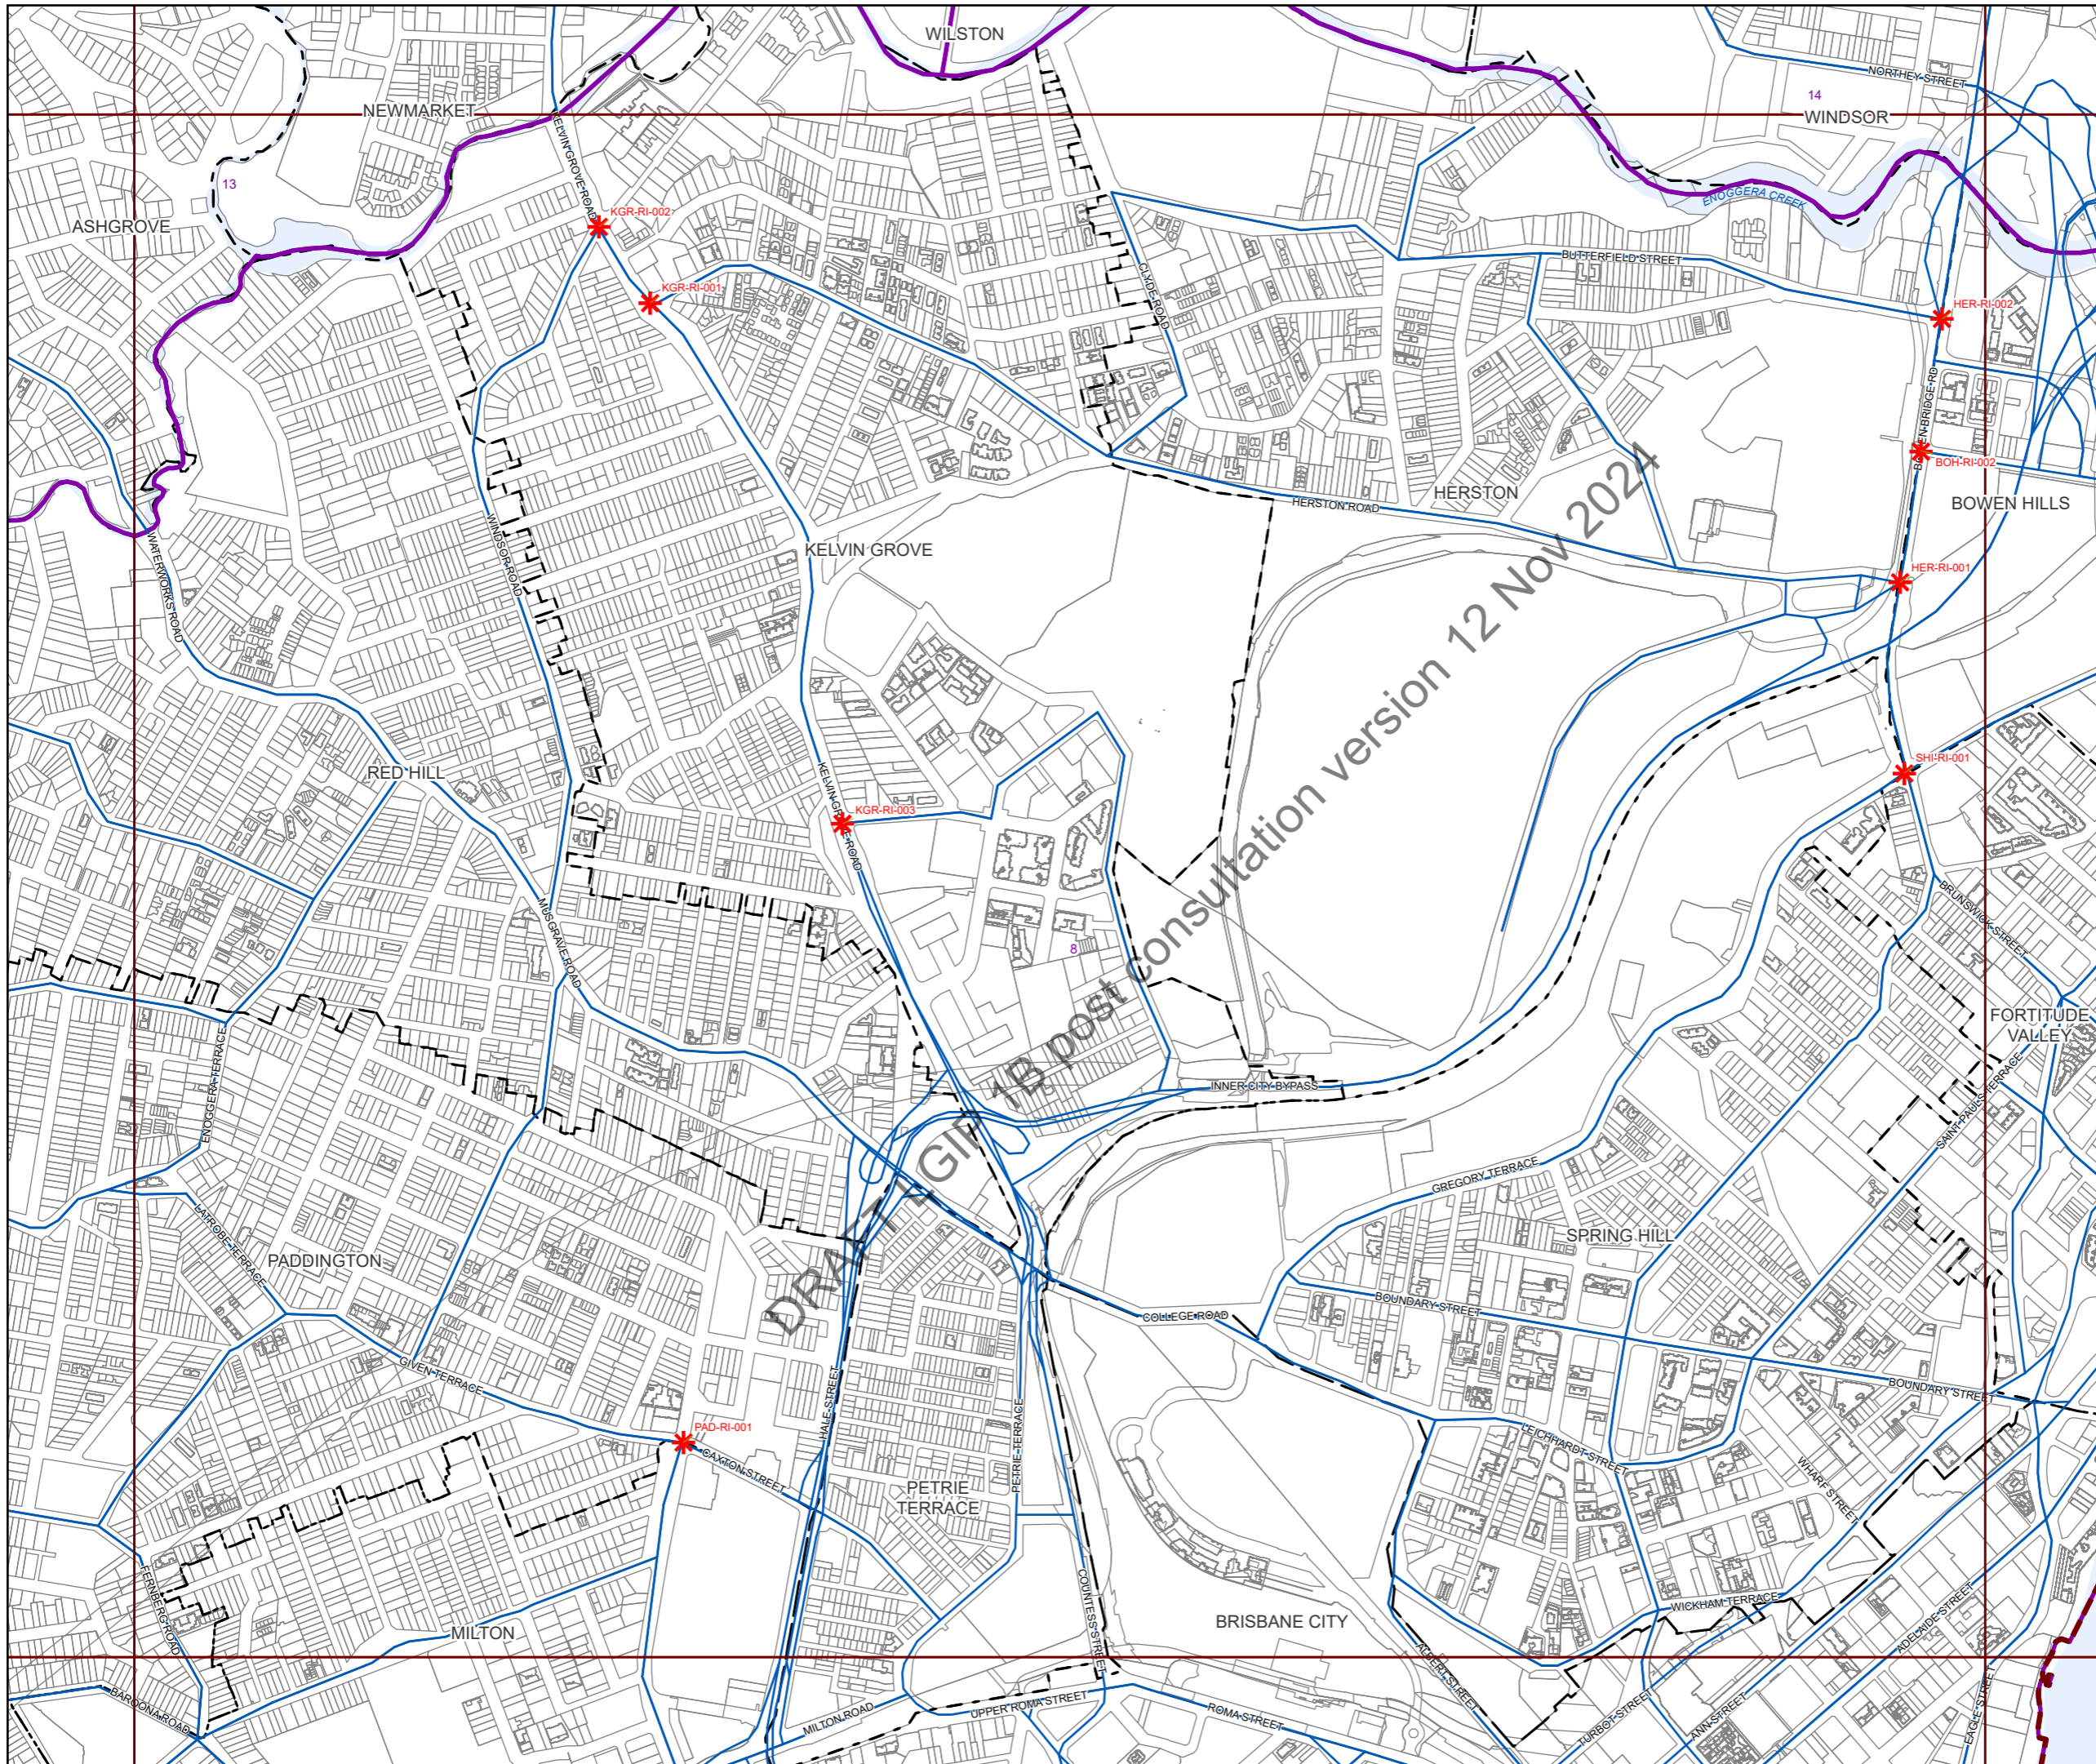 WILSTON
NORTHEY STREET
14
NEWMARKET
WINDSOR
KELVIN GROVE ROAD
13
ENOGGERA CREEK
KGR-RI-002
ASHGROVE
BUTTERFIELD STREET
CLYDE ROAD
KGR-RI-001
HER-RI-002
BRIDGE RD
BOH-RI-002
HERSTON
HERSTON ROAD
BOWEN HILLS
WINDSOR ROAD
WATERWORKS ROAD
KELVIN GROVE
HER-RI-001
SHI-RI-001
RED HILL
KELVIN GROVE ROAD
KGR-RI-003
BRUNSWICK STREET
MUSGRAVE ROAD
8
FORTITUDE
VALLEY
ENOGGERA TERRACE
INNER CITY BYPASS
SAINT PAULS TERRACE
DRAFT LGIP 1B post consultation version 12 Nov 2024
GREGORY TERRACE
LATROBE TERRACE
SPRING HILL
PADDINGTON
BOUNDARY STREET
COLLEGE ROAD
GIVEN TERRACE
HALE STREET
BOUNDARY STREET
PAD-RI-001
CAXTON STREET
PETRIE TERRACE
LEICHHARDT STREET
WHARF STREET
PETRIE
TERRACE
FERNBERG ROAD
COUNTESS STREET
WICKHAM TERRACE
BRISBANE CITY
MILTON
ADELAIDE STREET
ALBERT STREET
BAROONA ROAD
MILTON ROAD
UPPER ROMA STREET
ROMA STREET
TURBOT STREET
ANN STREET
EAGLE STREET